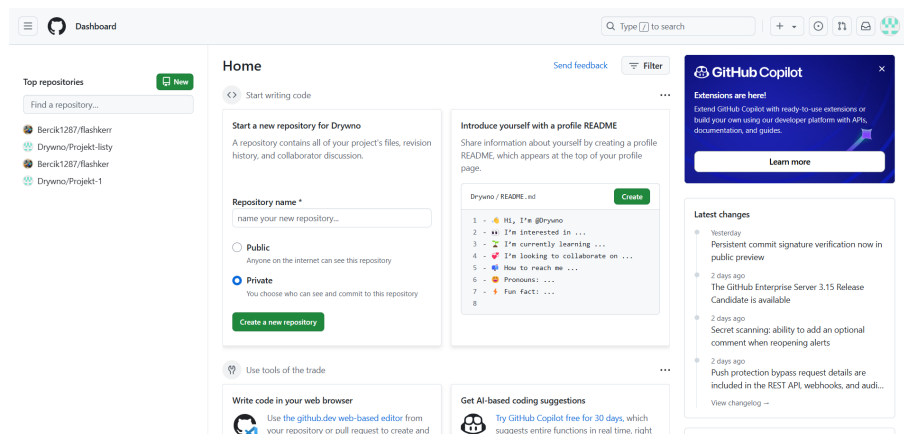 Dashboard
Type / to search
Top repositories
New
Find a repository...
Bercik1287/flashkerr
Drywno/Projekt-listy
Bercik1287/flashker
Drywno/Projekt-1
Home
Send feedback
Filter
Start writing code
Start a new repository for Drywno
A repository contains all of your project's files, revision
history, and collaborator discussion.
Repository name *
name your new repository...
Public
Anyone on the internet can see this repository
Private
You choose who can see and commit to this repository
Create a new repository
Introduce yourself with a profile README
Share information about yourself by creating a profile
README, which appears at the top of your profile
page.
Drywno / README.md
Create
1 - 👋 Hi, I'm @Drywno
2 - 👀 I'm interested in ...
3 - 🌱 I'm currently learning ...
4 - 💞️ I'm looking to collaborate on ...
5 - 📫 How to reach me ...
6 - 😄 Pronouns: ...
7 - ⚡ Fun fact: ...
8
Use tools of the trade
Write code in your web browser
Use the github.dev web-based editor from
your repository or pull request to create and
Get AI-based coding suggestions
Try GitHub Copilot free for 30 days, which
suggests entire functions in real time, right
GitHub Copilot
Extensions are here!
Extend GitHub Copilot with ready-to-use extensions or
build your own using our developer platform with APIs,
documentation, and guides.
Learn more
Latest changes
Yesterday
Persistent commit signature verification now in
public preview
2 days ago
The GitHub Enterprise Server 3.15 Release
Candidate is available
2 days ago
Secret scanning: ability to add an optional
comment when reopening alerts
2 days ago
Push protection bypass request details are
included in the REST API, webhooks, and audi...
View changelog →